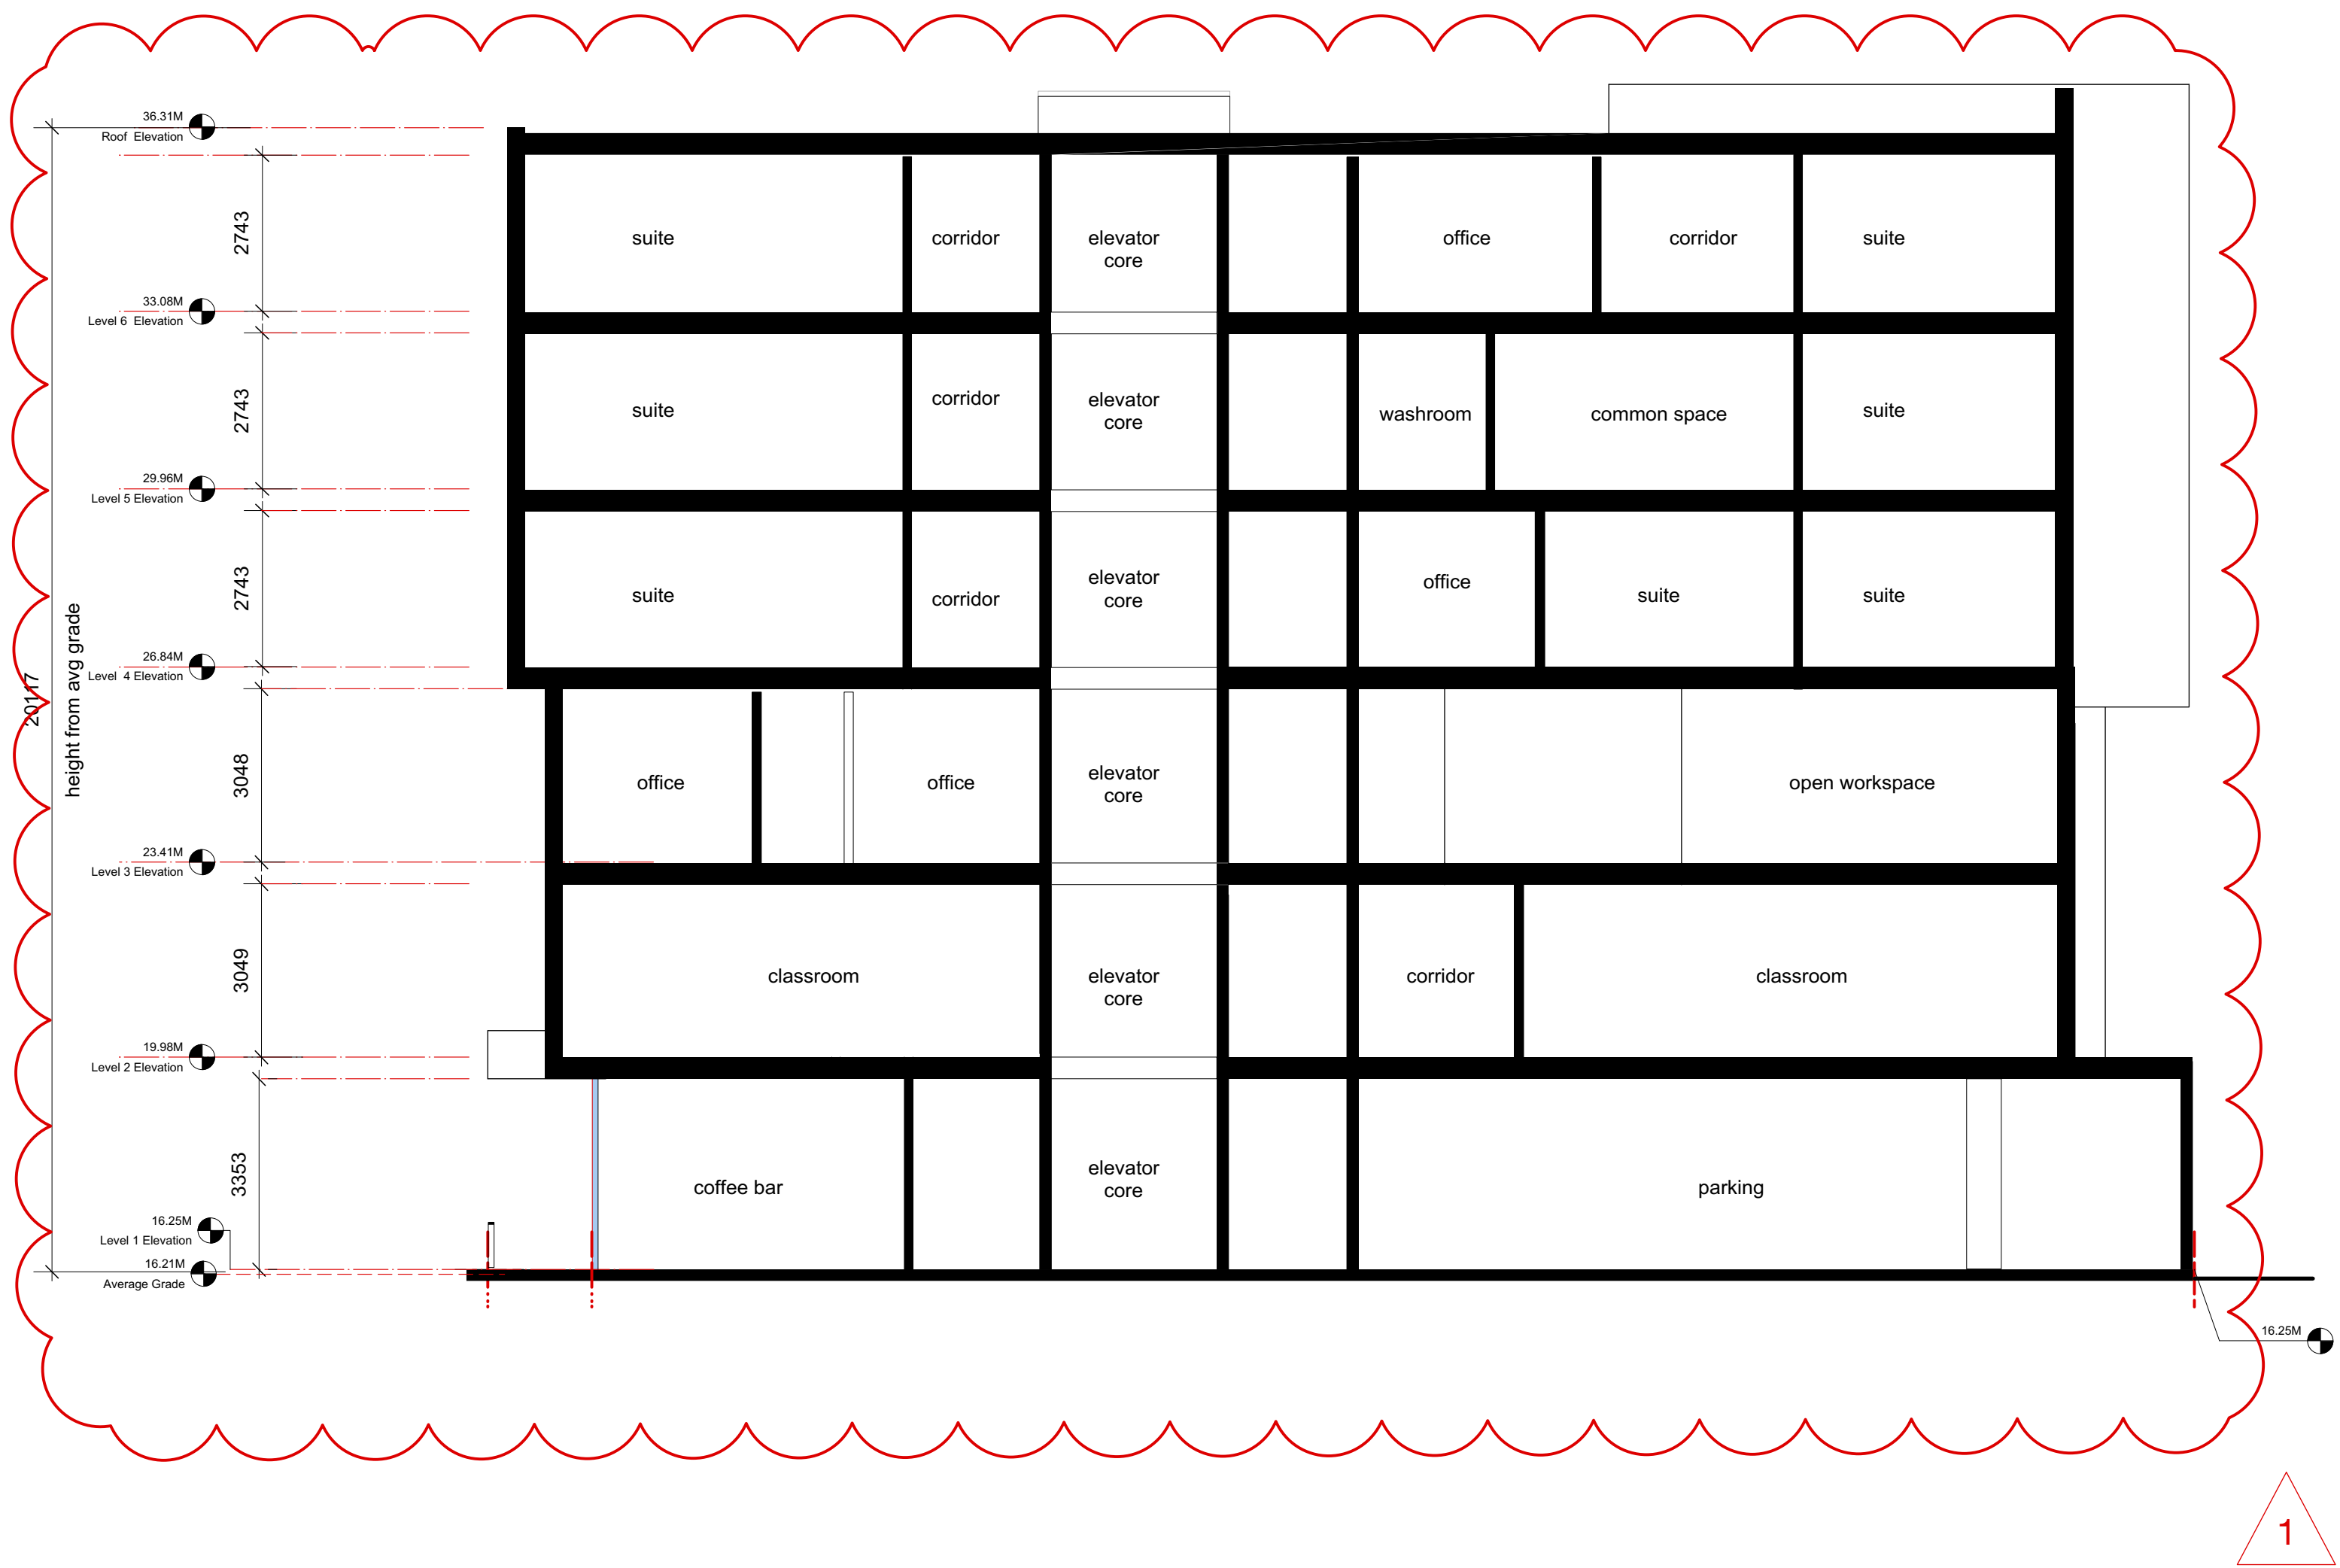 36.31M
Roof Elevation
2743
suite
corridor
elevator
core
office
corridor
suite
33.08M
Level 6 Elevation
2743
suite
corridor
elevator
core
washroom
common space
suite
29.96M
Level 5 Elevation
2743
suite
corridor
elevator
core
office
suite
suite
26.84M
Level 4 Elevation
20117
height from avg grade
3048
office
office
elevator
core
open workspace
23.41M
Level 3 Elevation
3049
classroom
elevator
core
corridor
classroom
19.98M
Level 2 Elevation
3353
coffee bar
elevator
core
parking
16.25M
Level 1 Elevation
16.21M
Average Grade
16.25M
1